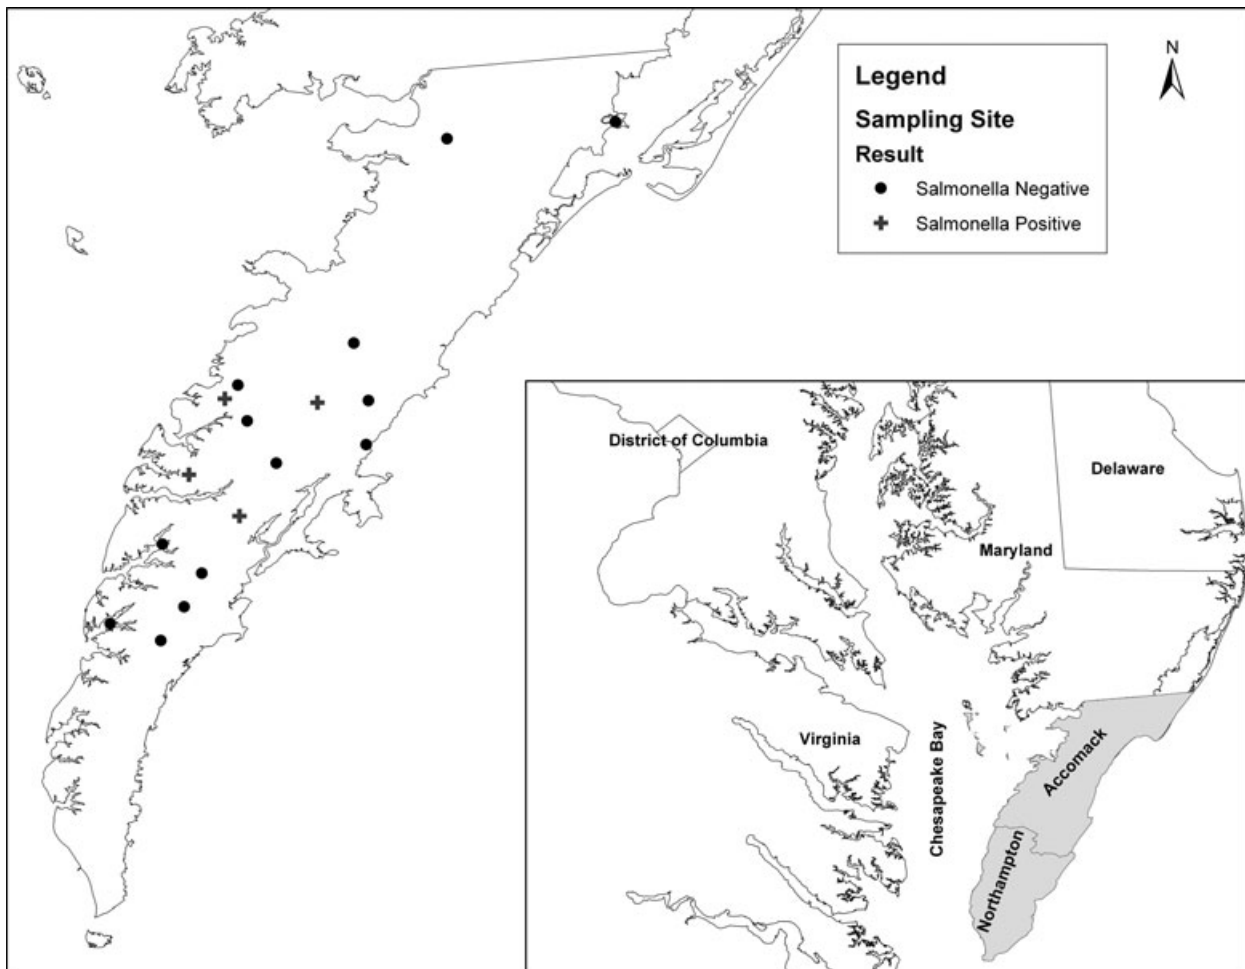 N
Legend
Sampling Site
Result
Salmonella Negative
Salmonella Positive
District of Columbia
Delaware
Maryland
Virginia
Chesapeake Bay
Accomack
Northampton